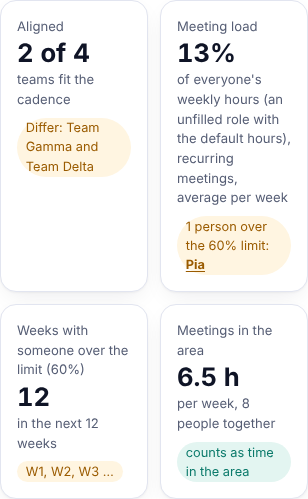 Aligned
2 of 4
teams fit the
cadence
Differ: Team
Gamma and
Team Delta
Meeting load
13%
of everyone's
weekly hours (an
unfilled role with
the default hours),
recurring
meetings,
average per week
1 person over
the 60% limit:
Pia
Weeks with
someone over the
limit (60%)
12
in the next 12
weeks
W1, W2, W3 ...
Meetings in the
area
6.5 h
per week, 8
people together
counts as time
in the area